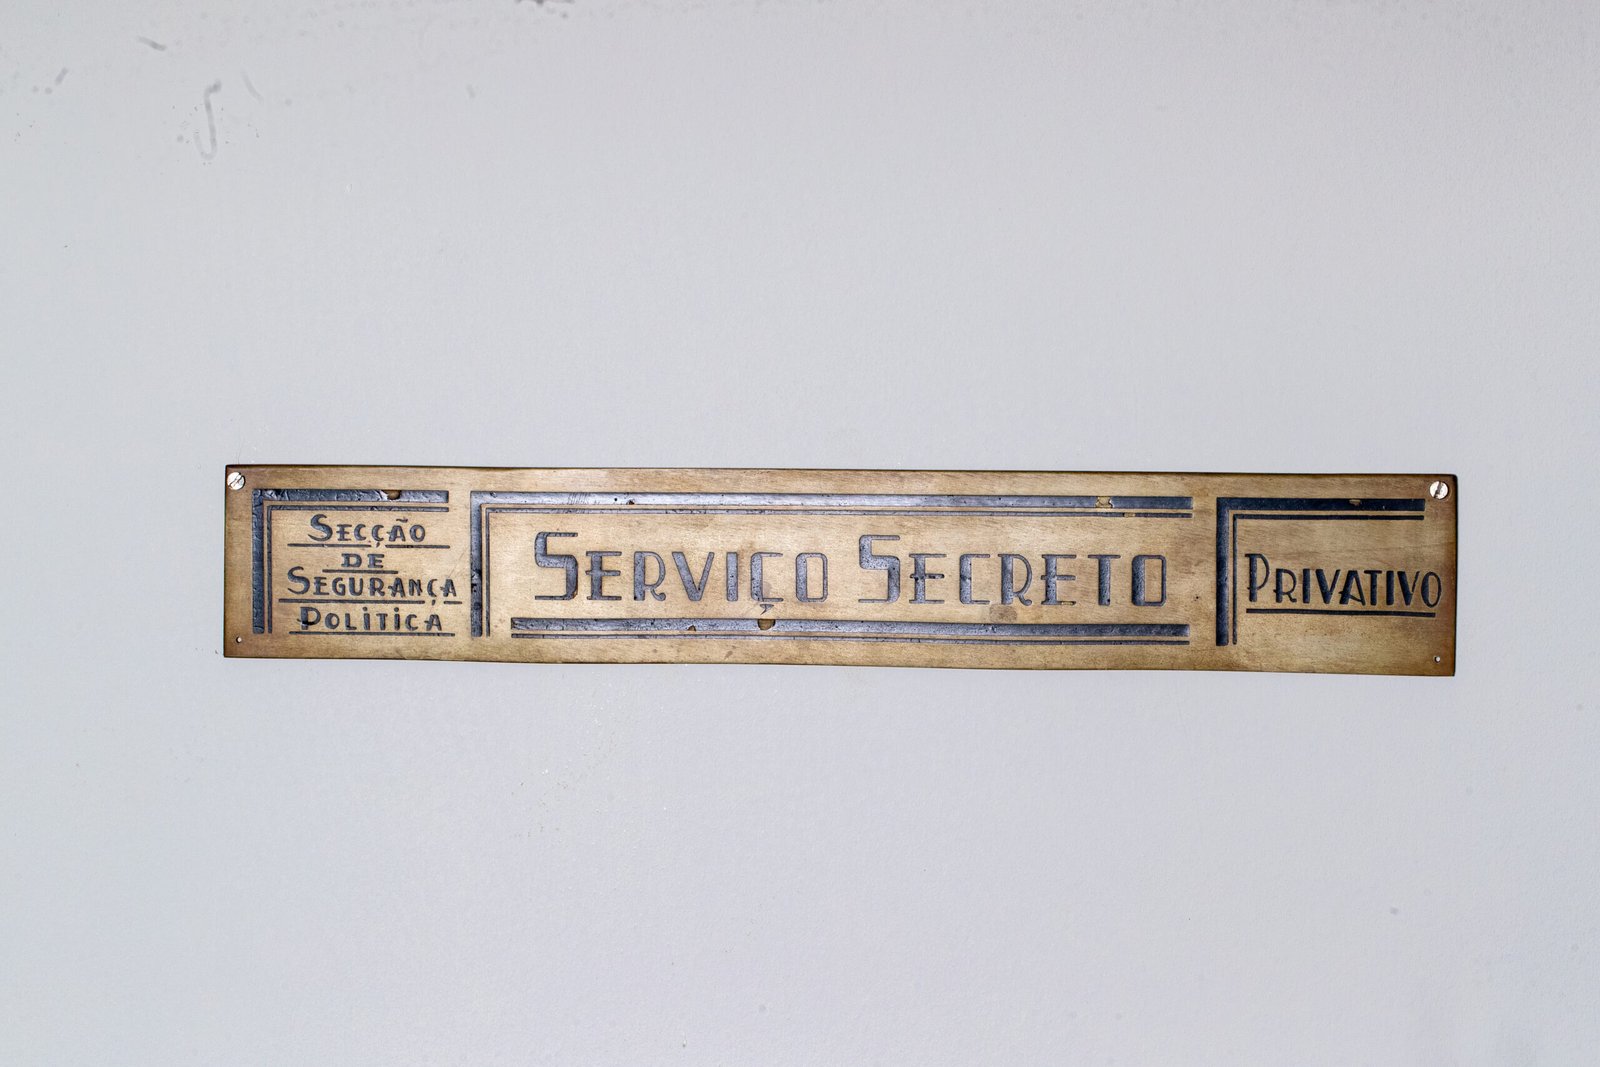 SECÇÃO
DE
SEGURANÇA
POLITICA
SERVIÇO SECRETO
PRIVATIVO